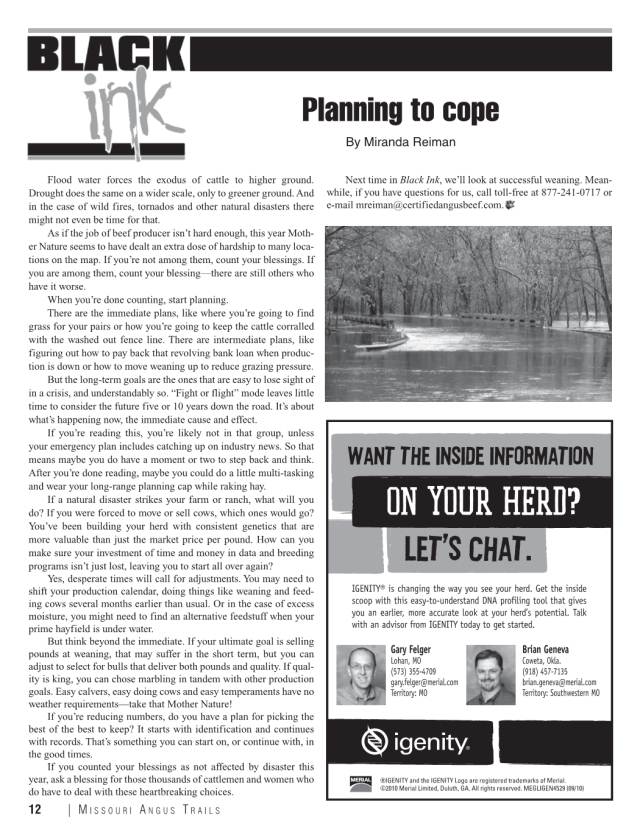 BLACK
ink
Planning to cope
By Miranda Reiman
Flood water forces the exodus of cattle to higher ground.
Drought does the same on a wider scale, only to greener ground. And
in the case of wild fires, tornados and other natural disasters there
might not even be time for that.
As if the job of beef producer isn't hard enough, this year Moth-
er Nature seems to have dealt an extra dose of hardship to many loca-
tions on the map. If you're not among them, count your blessings. If
you are among them, count your blessing—there are still others who
have it worse.
When you're done counting, start planning.
There are the immediate plans, like where you're going to find
grass for your pairs or how you're going to keep the cattle corralled
with the washed out fence line. There are intermediate plans, like
figuring out how to pay back that revolving bank loan when produc-
tion is down or how to move weaning up to reduce grazing pressure.
But the long-term goals are the ones that are easy to lose sight of
in a crisis, and understandably so. "Fight or flight" mode leaves little
time to consider the future five or 10 years down the road. It's about
what's happening now, the immediate cause and effect.
If you're reading this, you're likely not in that group, unless
your emergency plan includes catching up on industry news. So that
means maybe you do have a moment or two to step back and think.
After you're done reading, maybe you could do a little multi-tasking
and wear your long-range planning cap while raking hay.
If a natural disaster strikes your farm or ranch, what will you
do? If you were forced to move or sell cows, which ones would go?
You've been building your herd with consistent genetics that are
more valuable than just the market price per pound. How can you
make sure your investment of time and money in data and breeding
programs isn't just lost, leaving you to start all over again?
Yes, desperate times will call for adjustments. You may need to
shift your production calendar, doing things like weaning and feed-
ing cows several months earlier than usual. Or in the case of excess
moisture, you might need to find an alternative feedstuff when your
prime hayfield is under water.
But think beyond the immediate. If your ultimate goal is selling
pounds at weaning, that may suffer in the short term, but you can
adjust to select for bulls that deliver both pounds and quality. If qual-
ity is king, you can chose marbling in tandem with other production
goals. Easy calvers, easy doing cows and easy temperaments have no
weather requirements—take that Mother Nature!
If you're reducing numbers, do you have a plan for picking the
best of the best to keep? It starts with identification and continues
with records. That's something you can start on, or continue with, in
the good times.
If you counted your blessings as not affected by disaster this
year, ask a blessing for those thousands of cattlemen and women who
do have to deal with these heartbreaking choices.
Next time in Black Ink, we'll look at successful weaning. Mean-
while, if you have questions for us, call toll-free at 877-241-0717 or
e-mail mreiman@certifiedangusbeef.com.
WANT THE INSIDE INFORMATION
ON YOUR HERD?
LET'S CHAT.
IGENITY® is changing the way you see your herd. Get the inside
scoop with this easy-to-understand DNA profiling tool that gives
you an earlier, more accurate look at your herd's potential. Talk
with an advisor from IGENITY today to get started.
Gary Felger
Lohan, MO
(573) 355-4709
gary.felger@merial.com
Territory: MO
Brian Geneva
Coweta, Okla.
(918) 457-7135
brian.geneva@merial.com
Territory: Southwestern MO
igenity®
MERIAL
®IGENITY and the IGENITY Logo are registered trademarks of Merial.
©2010 Merial Limited, Duluth, GA. All rights reserved. MEGLIGEN4529 (09/10)
12 | MISSOURI ANGUS TRAILS